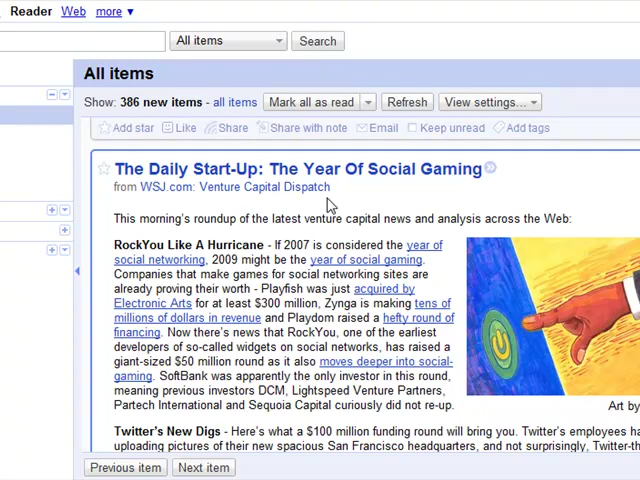 Reader Web more ▼
All items Search
All items
Show: 386 new items - all items Mark all as read Refresh View settings...
Add star Like Share Share with note Email Keep unread Add tags
The Daily Start-Up: The Year Of Social Gaming
from WSJ.com: Venture Capital Dispatch
This morning's roundup of the latest venture capital news and analysis across the Web:
RockYou Like A Hurricane - If 2007 is considered the year of
social networking, 2009 might be the year of social gaming.
Companies that make games for social networking sites are
already proving their worth - Playfish was just acquired by
Electronic Arts for at least $300 million, Zynga is making tens of
millions of dollars in revenue and Playdom raised a hefty round of
financing. Now there's news that RockYou, one of the earliest
developers of so-called widgets on social networks, has raised a
giant-sized $50 million round as it also moves deeper into social-
gaming. SoftBank was apparently the only investor in this round,
meaning previous investors DCM, Lightspeed Venture Partners,
Partech International and Sequoia Capital curiously did not re-up.
Art by
Twitter's New Digs - Here's what a $100 million funding round will bring you. Twitter's employees ha
uploading pictures of their new spacious San Francisco headquarters, and not surprisingly, Twitter-th
Previous item Next item